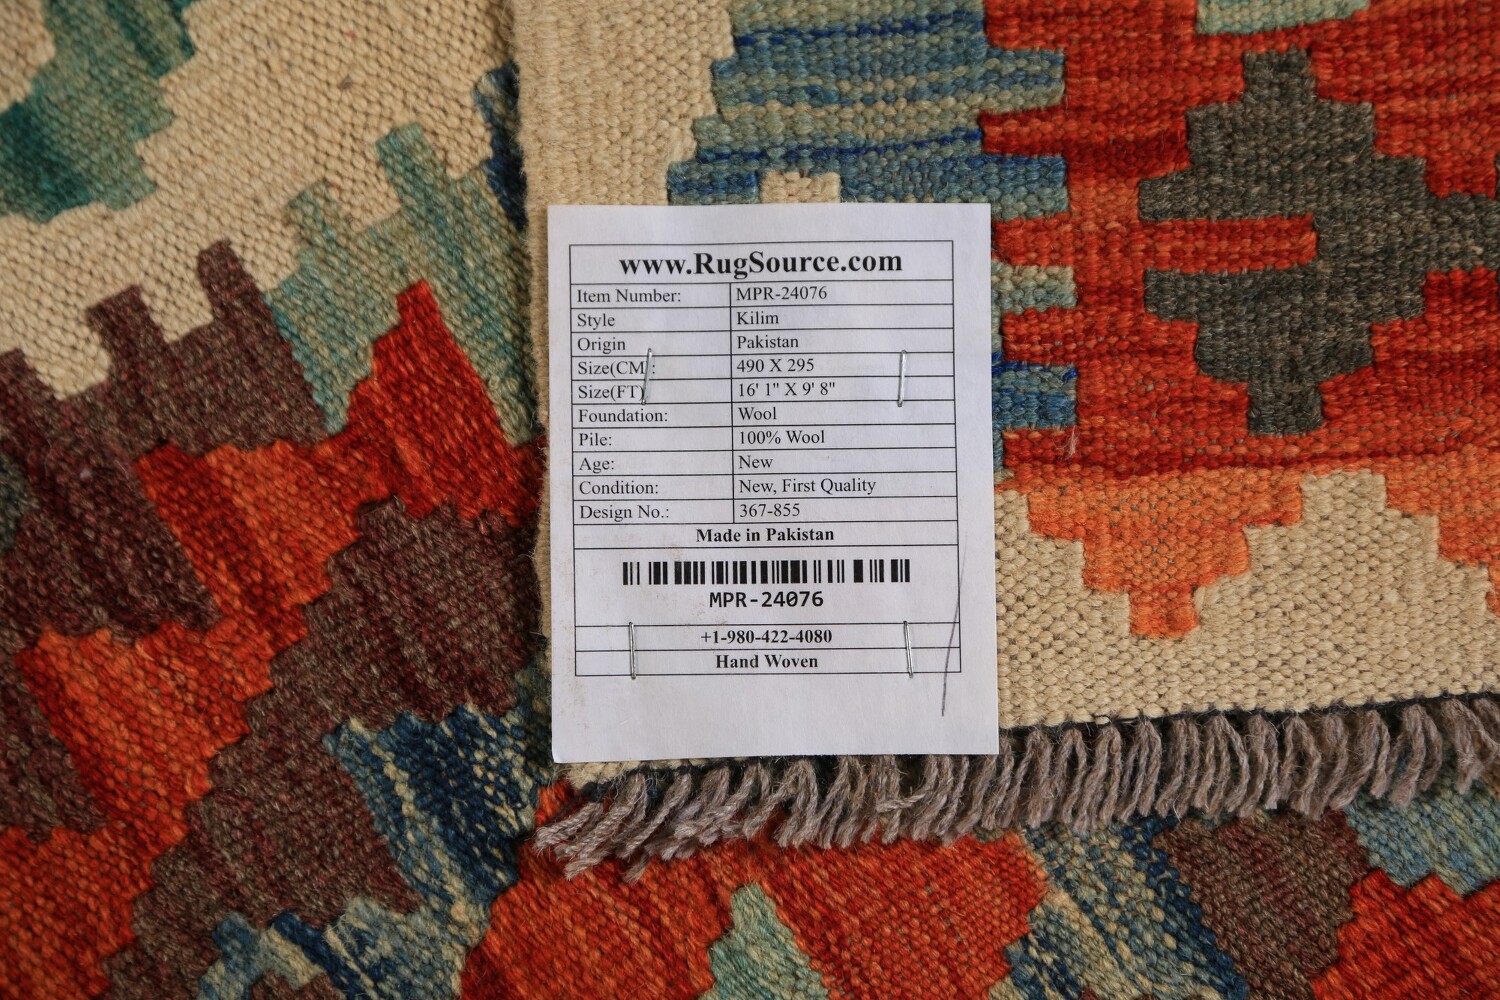 www.RugSource.com
Item Number: MPR-24076
Style Kilim
Origin Pakistan
Size(CM): 490 X 295
Size(FT) 16' 1" X 9' 8"
Foundation: Wool
Pile: 100% Wool
Age: New
Condition: New, First Quality
Design No.: 367-855
Made in Pakistan
MPR-24076
+1-980-422-4080
Hand Woven